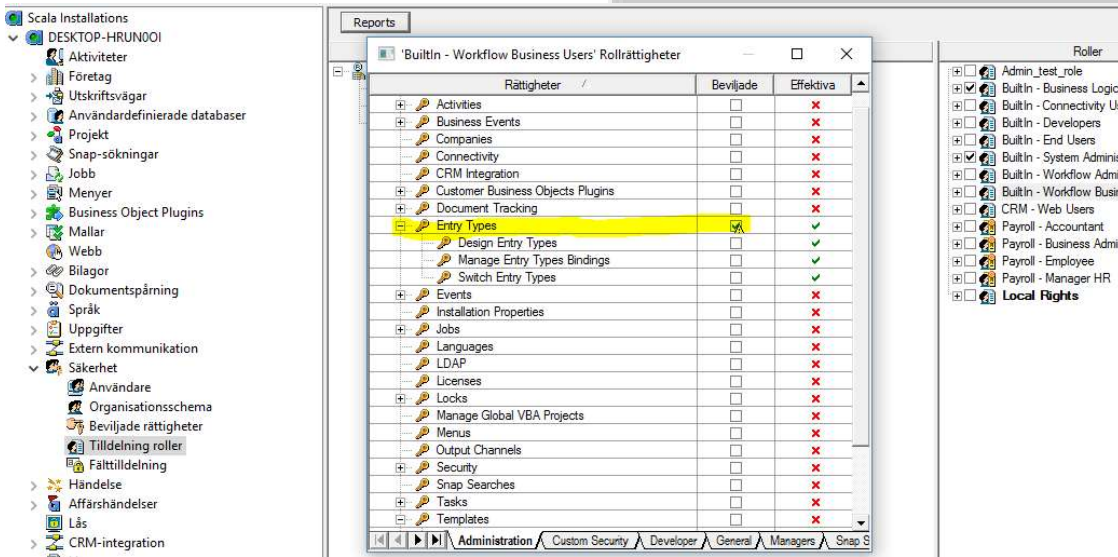 Scala Installations
DESKTOP-HRUN0OI
Aktiviteter
Företag
Utskriftsvägar
Användardefinierade databaser
Projekt
Snap-sökningar
Jobb
Menyer
Business Object Plugins
Mallar
Webb
Bilagor
Dokumentspårning
Språk
Uppgifter
Extern kommunikation
Säkerhet
Användare
Organisationsschema
Beviljade rättigheter
Tilldelning roller
Fälttilldelning
Händelse
Affärshändelser
Lås
CRM-integration
Reports
'BuiltIn - Workflow Business Users' Rollrättigheter
Rättigheter Beviljade Effektiva
Activities
Business Events
Companies
Connectivity
CRM Integration
Customer Business Objects Plugins
Document Tracking
Entry Types
Design Entry Types
Manage Entry Types Bindings
Switch Entry Types
Events
Installation Properties
Jobs
Languages
LDAP
Licenses
Locks
Manage Global VBA Projects
Menus
Output Channels
Security
Snap Searches
Tasks
Templates
Administration Custom Security Developer General Managers Snap S
Roller
Admin_test_role
BuiltIn - Business Logic
BuiltIn - Connectivity U
BuiltIn - Developers
BuiltIn - End Users
BuiltIn - System Adminis
BuiltIn - Workflow Admi
BuiltIn - Workflow Busi
CRM - Web Users
Payroll - Accountant
Payroll - Business Admi
Payroll - Employee
Payroll - Manager HR
Local Rights